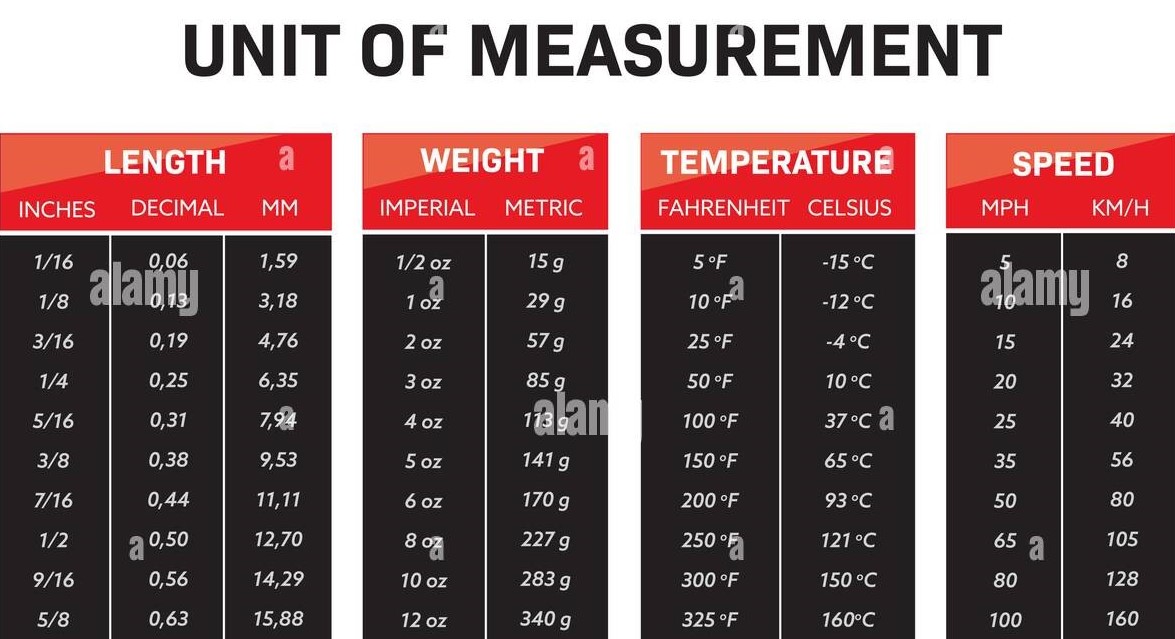 UNIT OF MEASUREMENT
LENGTH WEIGHT TEMPERATURE SPEED
INCHES DECIMAL MM IMPERIAL METRIC FAHRENHEIT CELSIUS MPH KM/H
1/16 0,06 1,59 1/2 oz 15 g 5 °F -15 °C 5 8
1/8 0,13 3,18 1 oz 29 g 10 °F -12 °C 10 16
3/16 0,19 4,76 2 oz 57 g 25 °F -4 °C 15 24
1/4 0,25 6,35 3 oz 85 g 50 °F 10 °C 20 32
5/16 0,31 7,94 4 oz 113 g 100 °F 37 °C 25 40
3/8 0,38 9,53 5 oz 141 g 150 °F 65 °C 35 56
7/16 0,44 11,11 6 oz 170 g 200 °F 93 °C 50 80
1/2 0,50 12,70 8 oz 227 g 250 °F 121 °C 65 105
9/16 0,56 14,29 10 oz 283 g 300 °F 150 °C 80 128
5/8 0,63 15,88 12 oz 340 g 325 °F 160°C 100 160
alamy
alamy
alamy
a
a
a
a
a
a
a
a
a
a
a